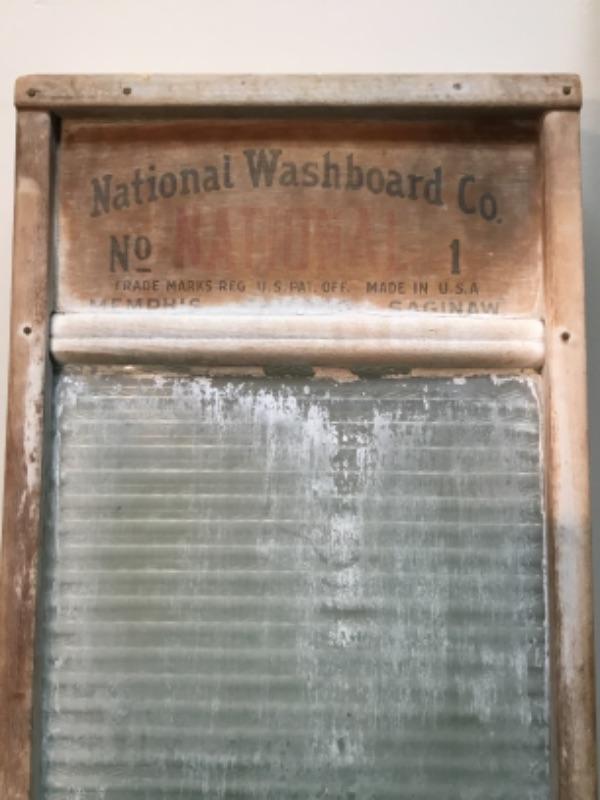 National Washboard Co.
NATIONAL
No 1
TRADE MARKS REG U.S. PAT. OFF. MADE IN U.S.A
MEMPHIS SAGINAW